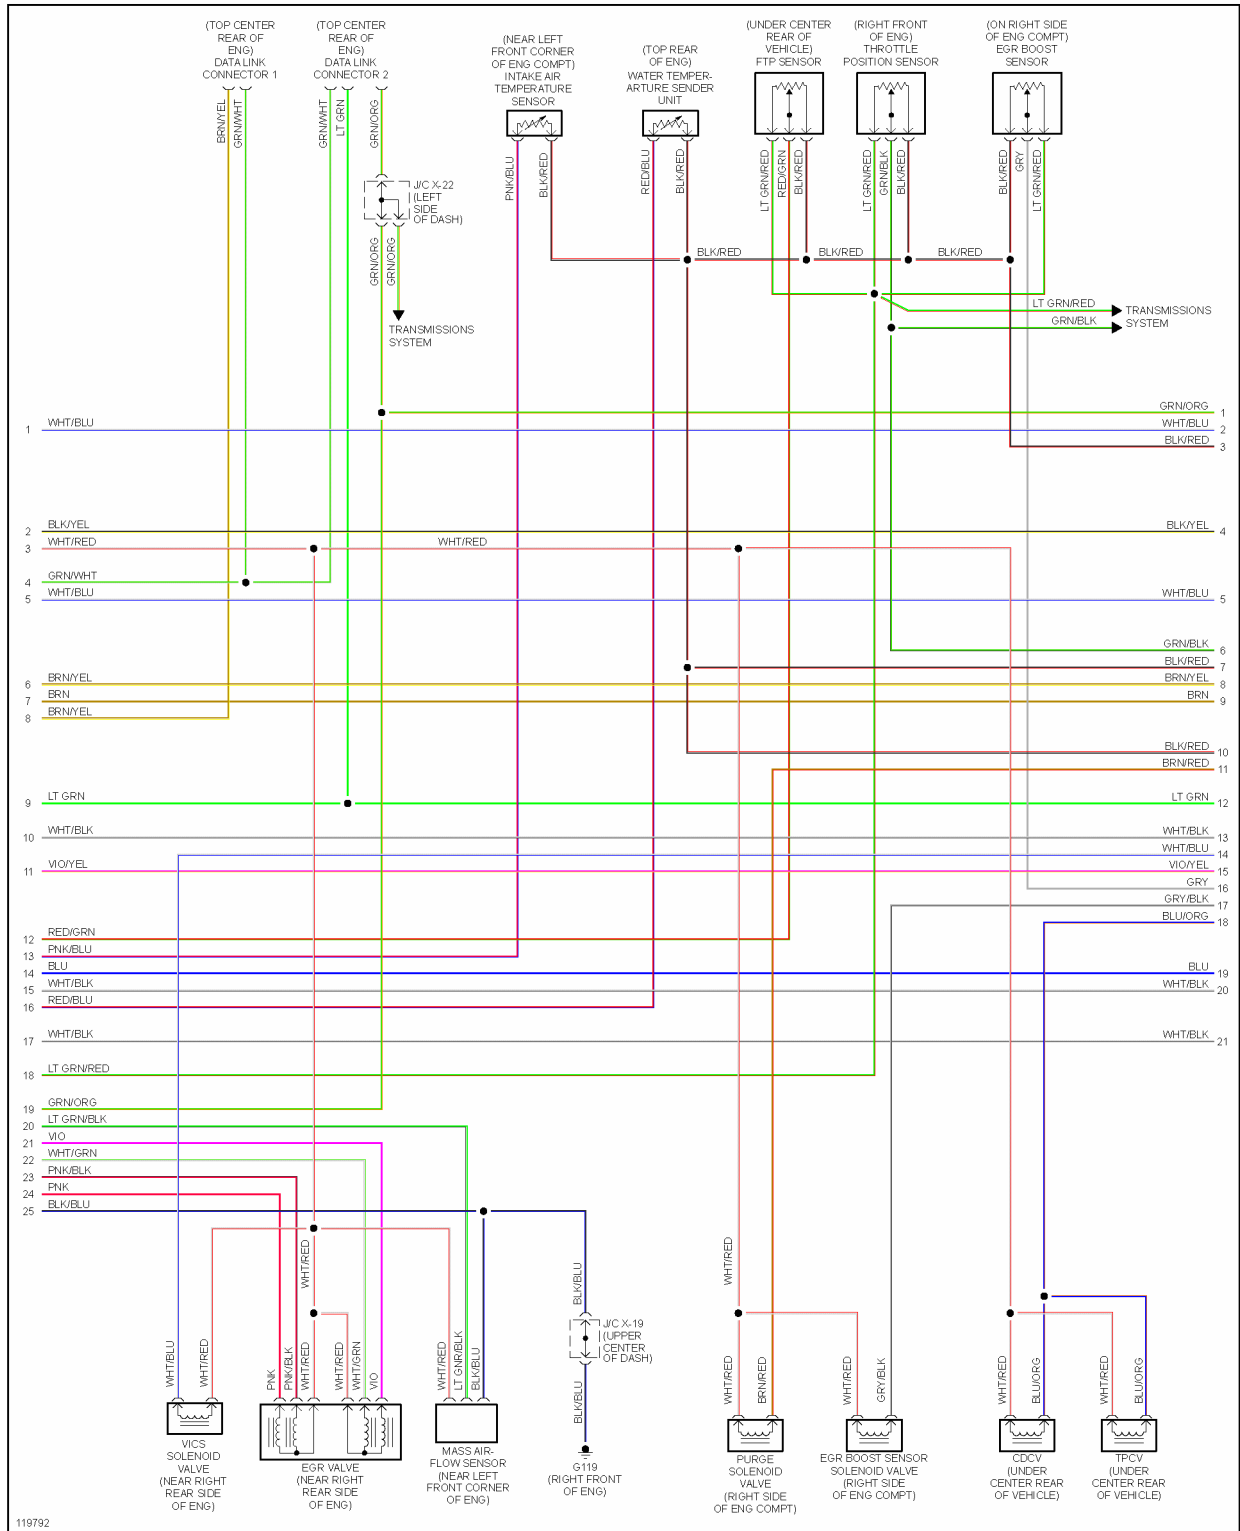 (TOP CENTER
REAR OF
ENG)
DATA LINK
CONNECTOR 1
(TOP CENTER
REAR OF
ENG)
DATA LINK
CONNECTOR 2
(NEAR LEFT
FRONT CORNER
OF ENG COMPT)
INTAKE AIR
TEMPERATURE
SENSOR
(TOP REAR
OF ENG)
WATER TEMPER-
ARTURE SENDER
UNIT
(UNDER CENTER
REAR OF
VEHICLE)
FTP SENSOR
(RIGHT FRONT
OF ENG)
THROTTLE
POSITION SENSOR
(ON RIGHT SIDE
OF ENG COMPT)
EGR BOOST
SENSOR
BRN/YEL
GRN/WHT
GRN/WHT
LT GRN
GRN/ORG
PNK/BLU
BLK/RED
RED/BLU
BLK/RED
LT GRN/RED
RED/GRN
BLK/RED
LT GRN/RED
GRN/BLK
BLK/RED
BLK/RED
GRY
LT GRN/RED
J/C X-22
(LEFT
SIDE
OF DASH)
GRN/ORG
GRN/ORG
BLK/RED
BLK/RED
BLK/RED
TRANSMISSIONS
SYSTEM
LT GRN/RED
GRN/BLK
TRANSMISSIONS
SYSTEM
GRN/ORG 1
1 WHT/BLU
WHT/BLU 2
BLK/RED 3
2 BLK/YEL
BLK/YEL 4
3 WHT/RED
WHT/RED
4 GRN/WHT
5 WHT/BLU
WHT/BLU 5
GRN/BLK 6
BLK/RED 7
6 BRN/YEL
BRN/YEL 8
7 BRN
BRN 9
8 BRN/YEL
BLK/RED 10
BRN/RED 11
9 LT GRN
LT GRN 12
10 WHT/BLK
WHT/BLK 13
WHT/BLU 14
11 VIO/YEL
VIO/YEL 15
GRY 16
GRY/BLK 17
BLU/ORG 18
12 RED/GRN
13 PNK/BLU
14 BLU
BLU 19
15 WHT/BLK
WHT/BLK 20
16 RED/BLU
17 WHT/BLK
WHT/BLK 21
18 LT GRN/RED
19 GRN/ORG
20 LT GRN/BLK
21 VIO
22 WHT/GRN
23 PNK/BLK
24 PNK
25 BLK/BLU
WHT/RED
WHT/RED
BLK/BLU
J/C X-19
(UPPER
CENTER
OF DASH)
WHT/BLU
WHT/RED
PNK
PNK/BLK
WHT/RED
WHT/RED
WHT/GRN
VIO
WHT/RED
LT GNR/BLK
BLK/BLU
BLK/BLU
WHT/RED
BRN/RED
WHT/RED
GRY/BLK
WHT/RED
BLU/ORG
WHT/RED
BLU/ORG
VICS
SOLENOID
VALVE
(NEAR RIGHT
REAR SIDE
OF ENG)
EGR VALVE
(NEAR RIGHT
REAR SIDE
OF ENG)
MASS AIR-
FLOW SENSOR
(NEAR LEFT
FRONT CORNER
OF ENG)
G119
(RIGHT FRONT
OF ENG)
PURGE
SOLENOID
VALVE
(RIGHT SIDE
OF ENG COMPT)
EGR BOOST SENSOR
SOLENOID VALVE
(RIGHT SIDE
OF ENG COMPT)
CDCV
(UNDER
CENTER REAR
OF VEHICLE)
TPCV
(UNDER
CENTER REAR
OF VEHICLE)
119792